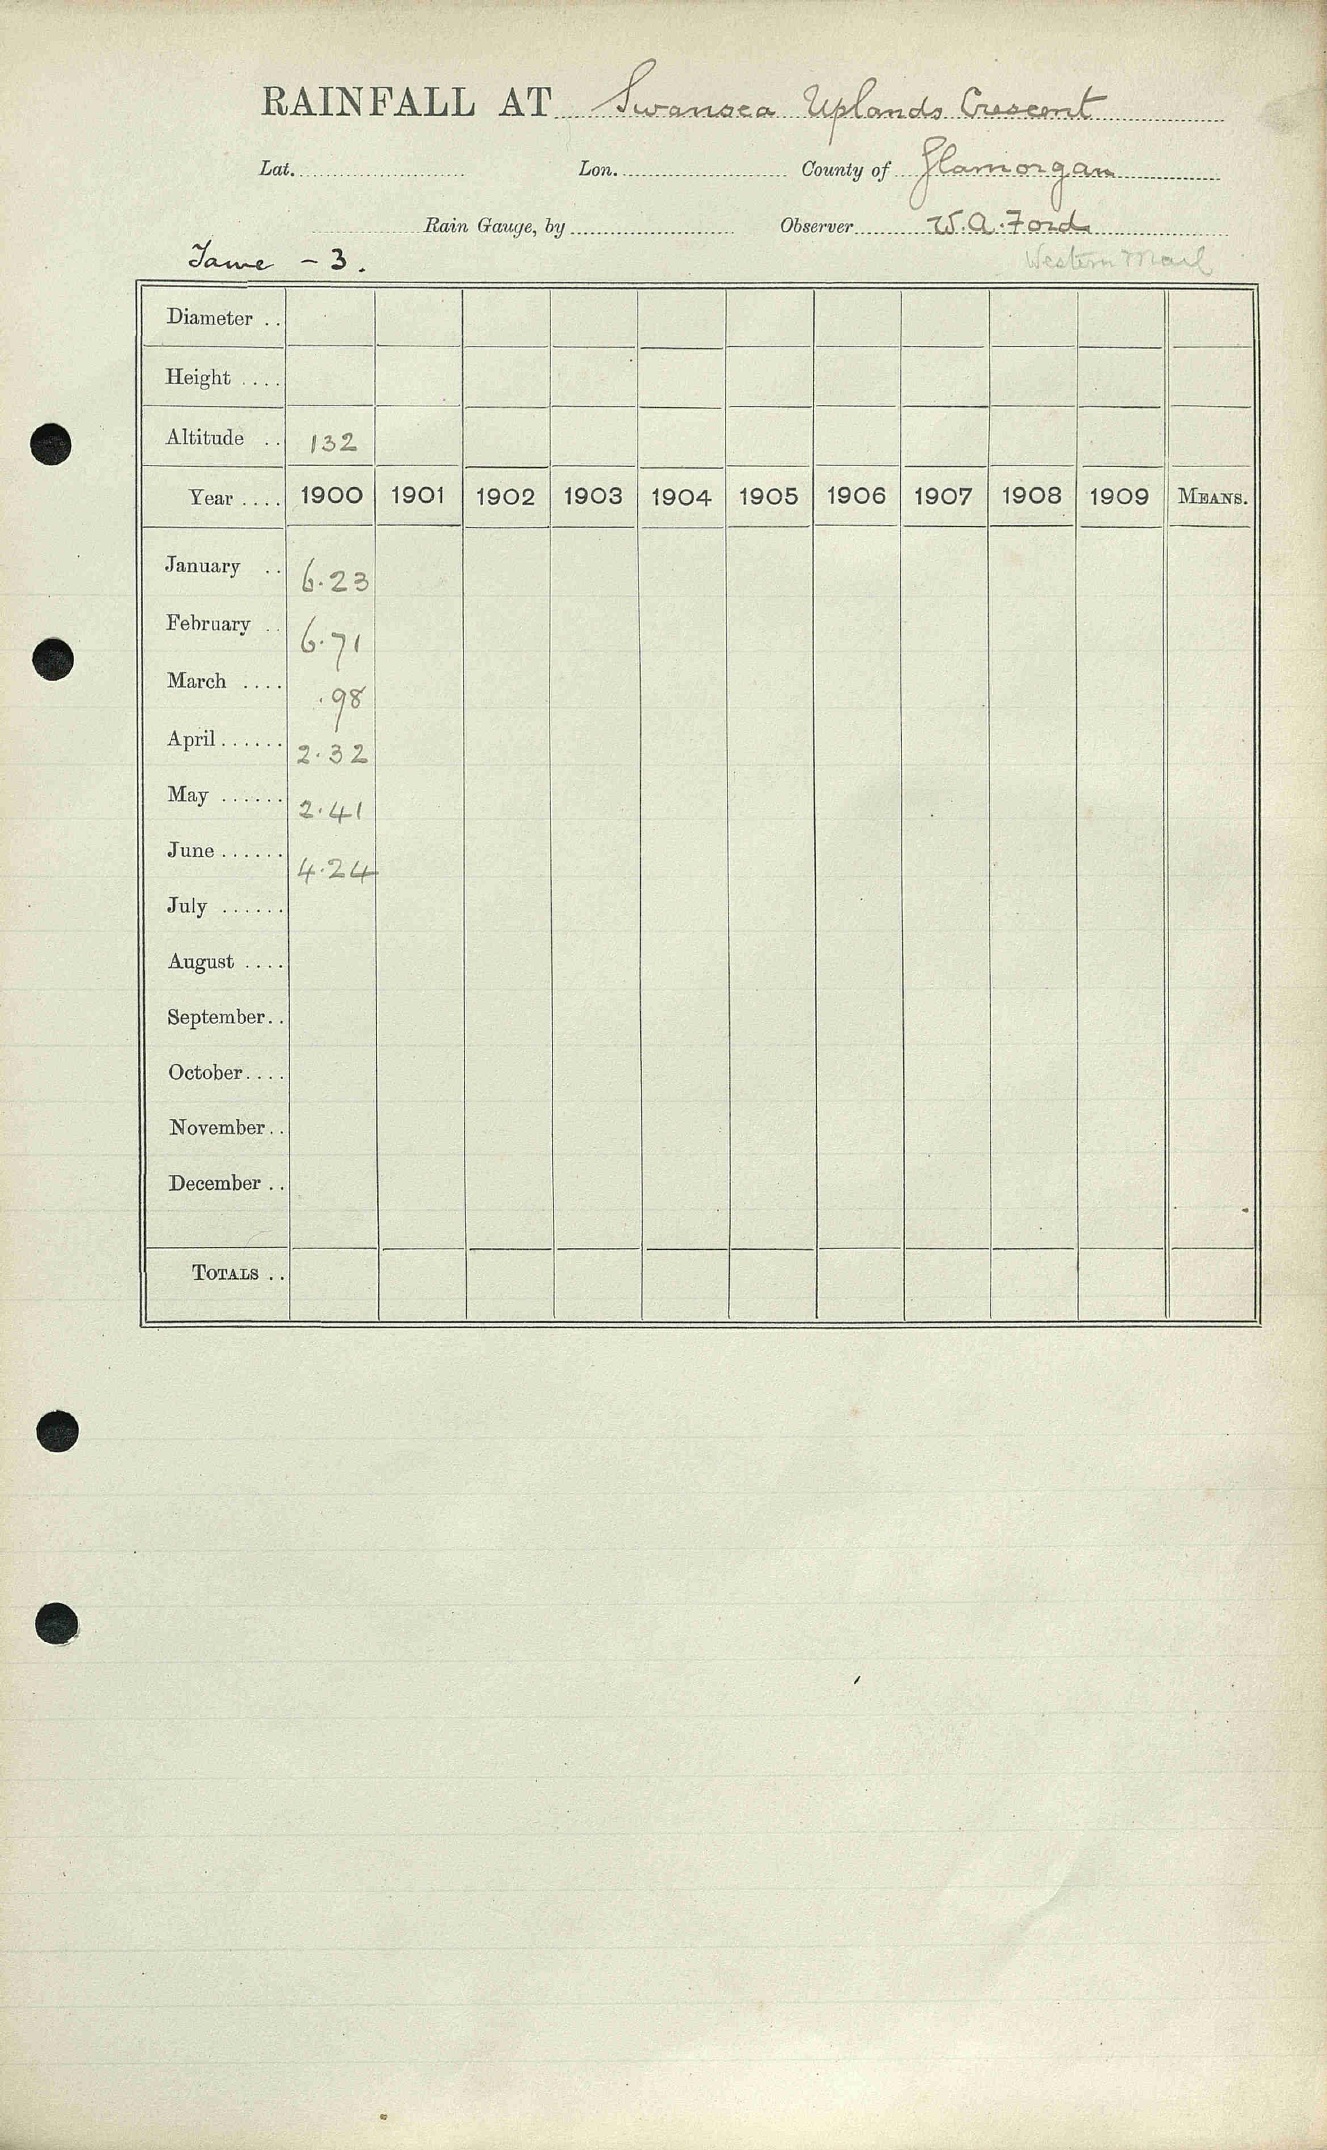 RAINFALL AT Swansea Uplands Crescent
Lat. Lon. County of Glamorgan
Rain Gauge, by Observer W.A. Ford
Tawe - 3. Western Mail
Diameter ..
Height ....
Altitude .. 132
Year .... 1900 1901 1902 1903 1904 1905 1906 1907 1908 1909 MEANS.
January .. 6.23
February .. 6.71
March .... .98
April ...... 2.32
May ...... 2.41
June ...... 4.24
July ......
August ....
September ..
October ....
November ..
December ..
TOTALS ..